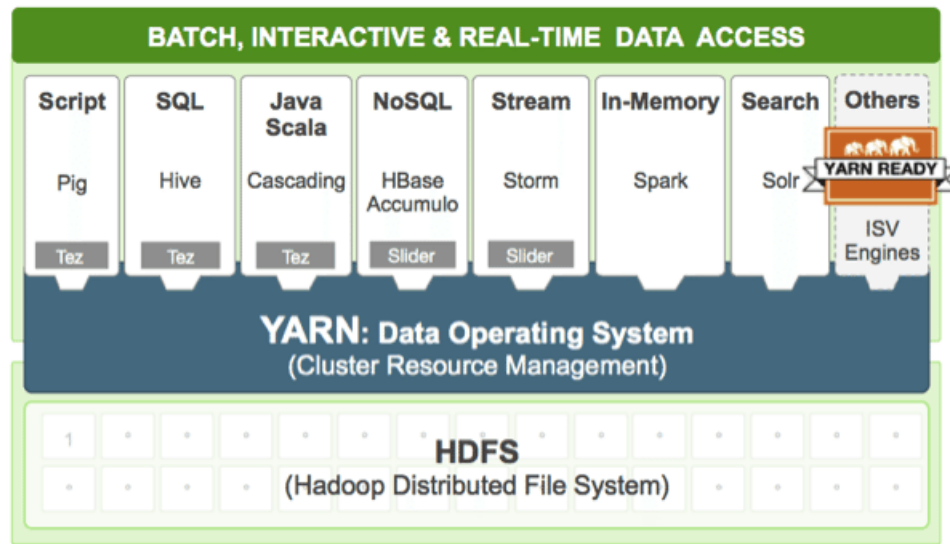 BATCH, INTERACTIVE & REAL-TIME DATA ACCESS
Script
Pig
Tez
SQL
Hive
Tez
Java
Scala
Cascading
Tez
NoSQL
HBase
Accumulo
Slider
Stream
Storm
Slider
In-Memory
Spark
Search
Solr
Others
YARN READY
ISV
Engines
YARN: Data Operating System
(Cluster Resource Management)
1
HDFS
(Hadoop Distributed File System)